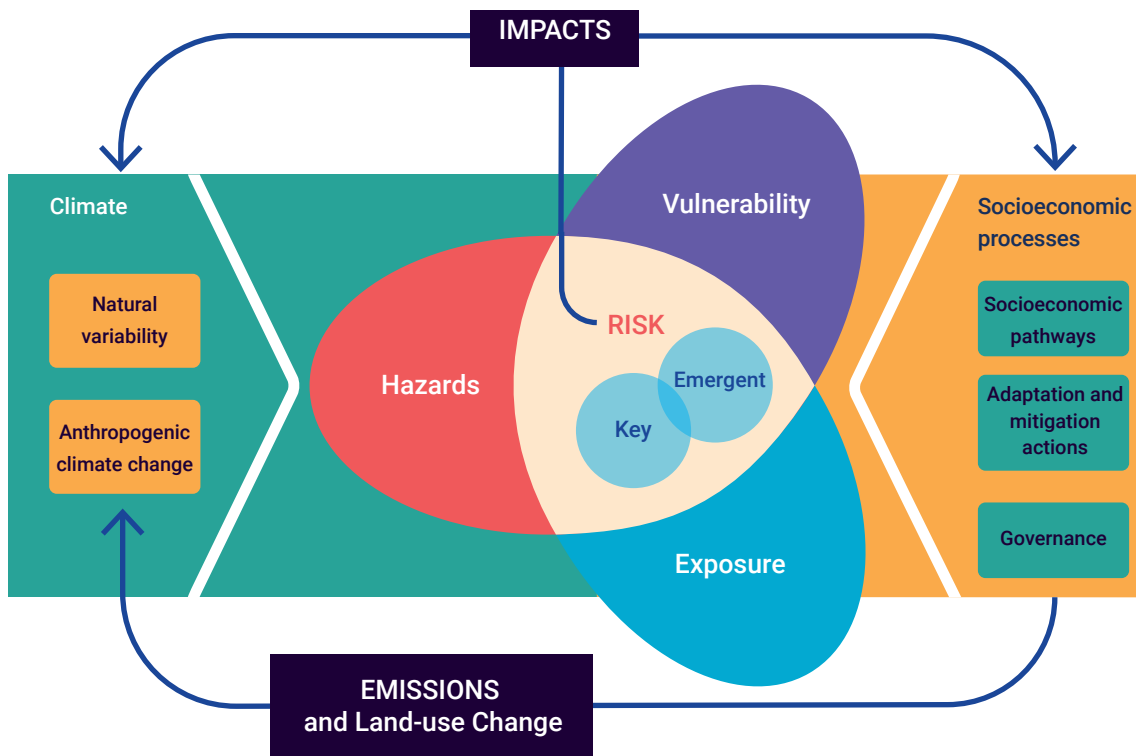 IMPACTS
Climate
Natural
variability
Anthropogenic
climate change
Hazards
Vulnerability
RISK
Emergent
Key
Exposure
Socioeconomic
processes
Socioeconomic
pathways
Adaptation and
mitigation
actions
Governance
EMISSIONS
and Land-use Change